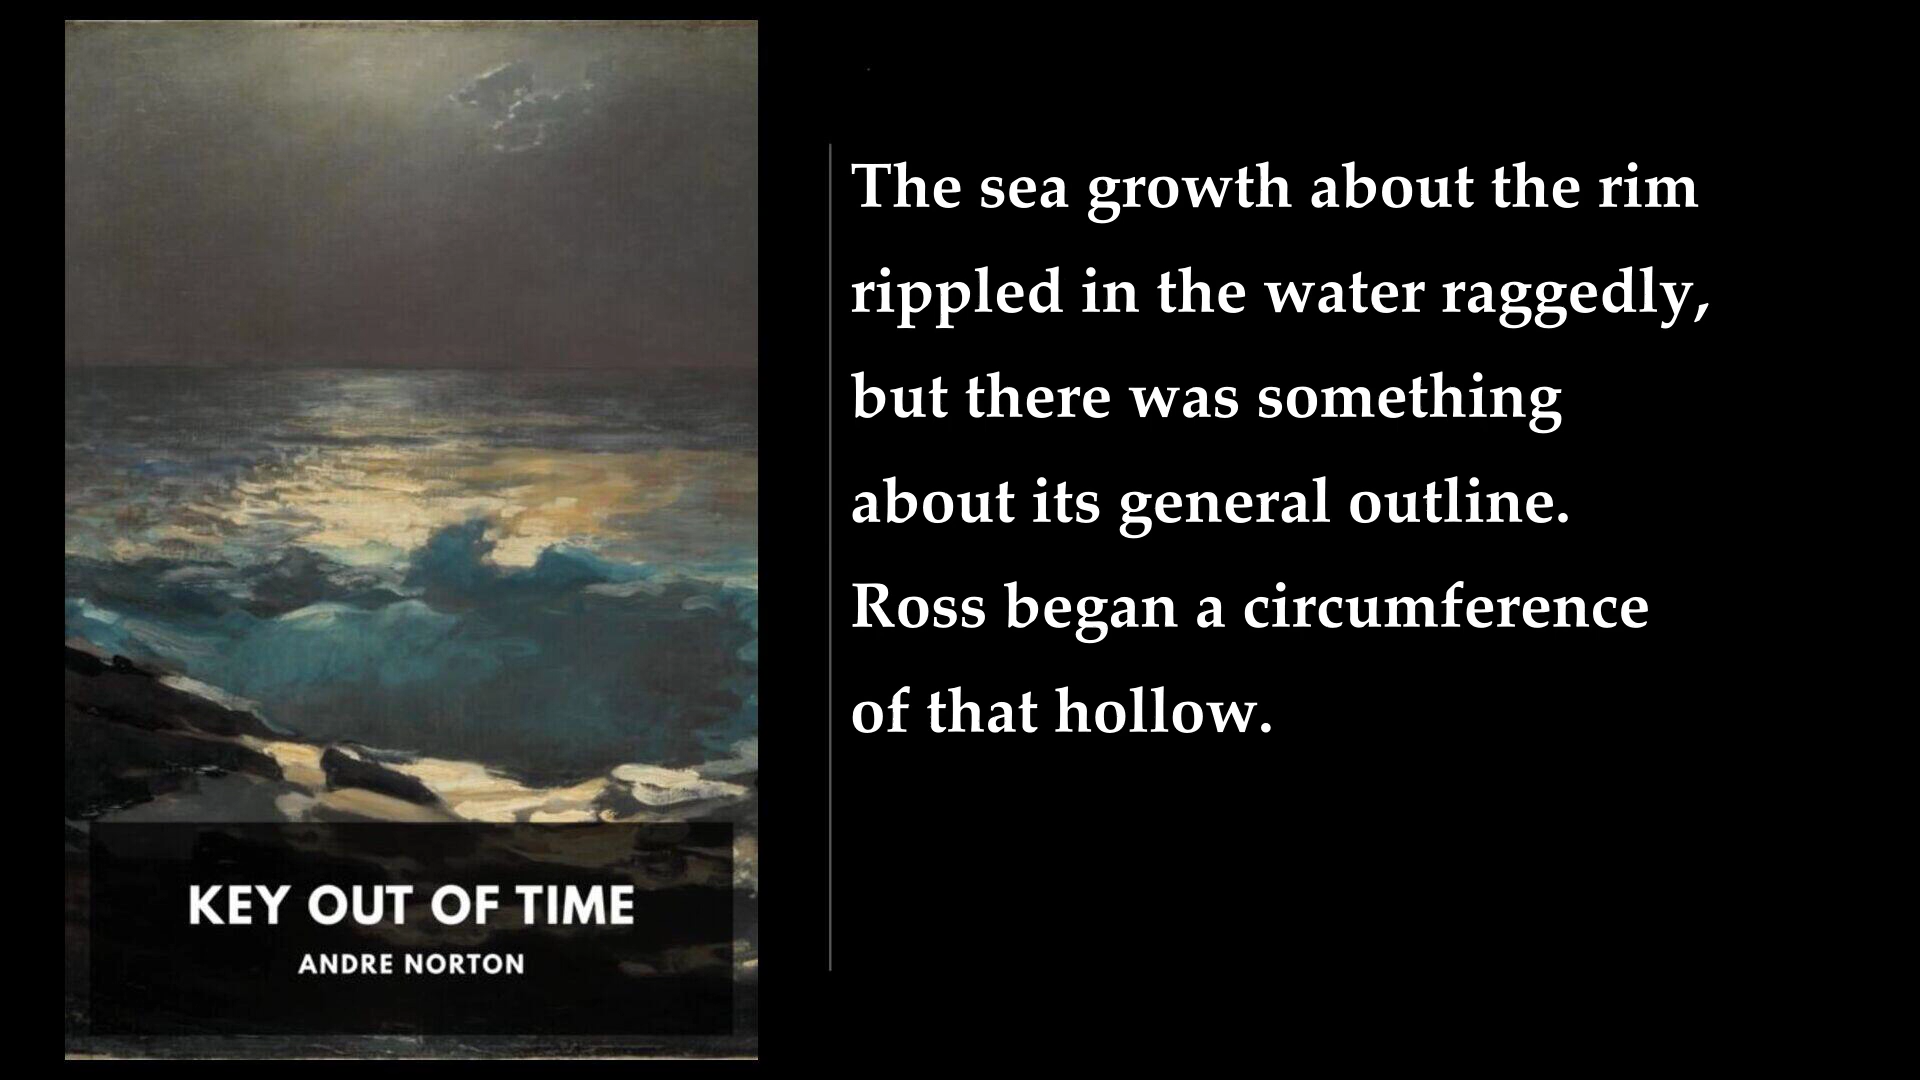 The sea growth about the rim
rippled in the water raggedly,
but there was something
about its general outline.
Ross began a circumference
of that hollow.
KEY OUT OF TIME
ANDRE NORTON